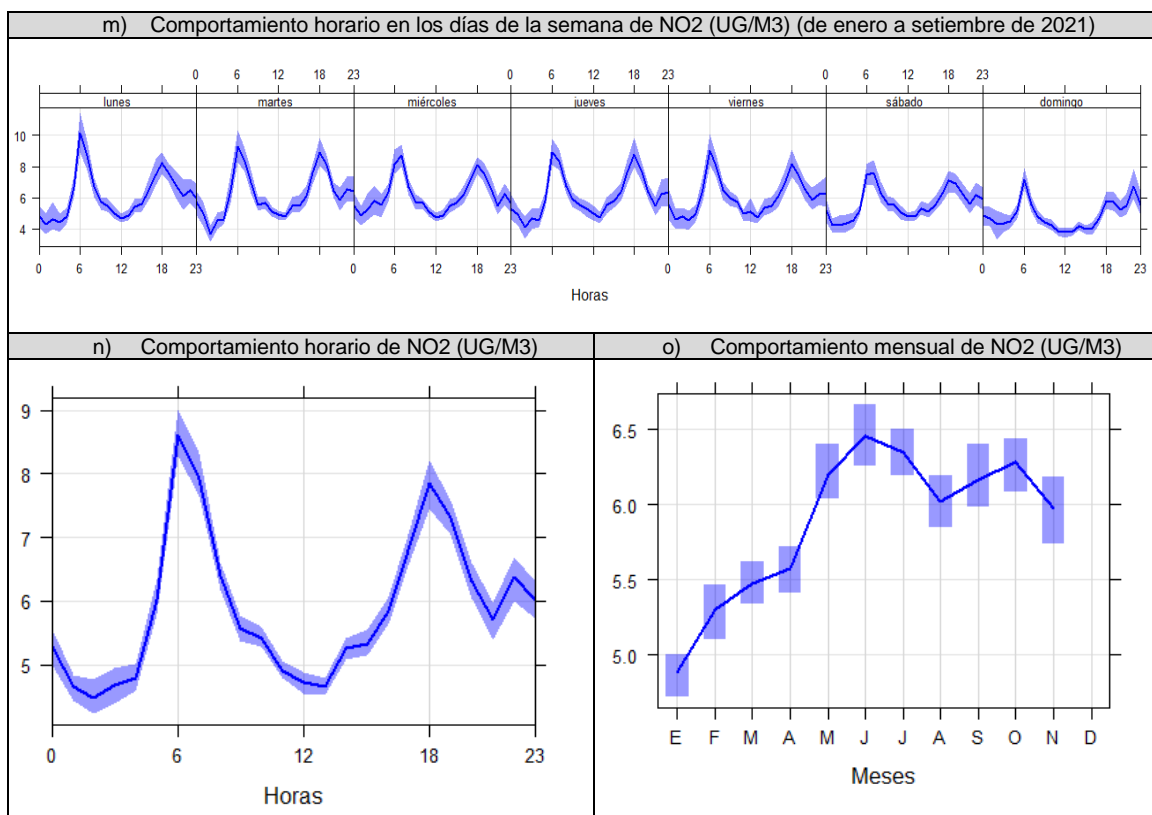 m) Comportamiento horario en los días de la semana de NO2 (UG/M3) (de enero a setiembre de 2021)
0 6 12 18 23 0 6 12 18 23 0 6 12 18 23
lunes martes miércoles jueves viernes sábado domingo
10
8
6
4
0 6 12 18 23 0 6 12 18 23 0 6 12 18 23 0 6 12 18 23
Horas
n) Comportamiento horario de NO2 (UG/M3)
9
8
7
6
5
0 6 12 18 23
Horas
o) Comportamiento mensual de NO2 (UG/M3)
6.5
6.0
5.5
5.0
E F M A M J J A S O N D
Meses